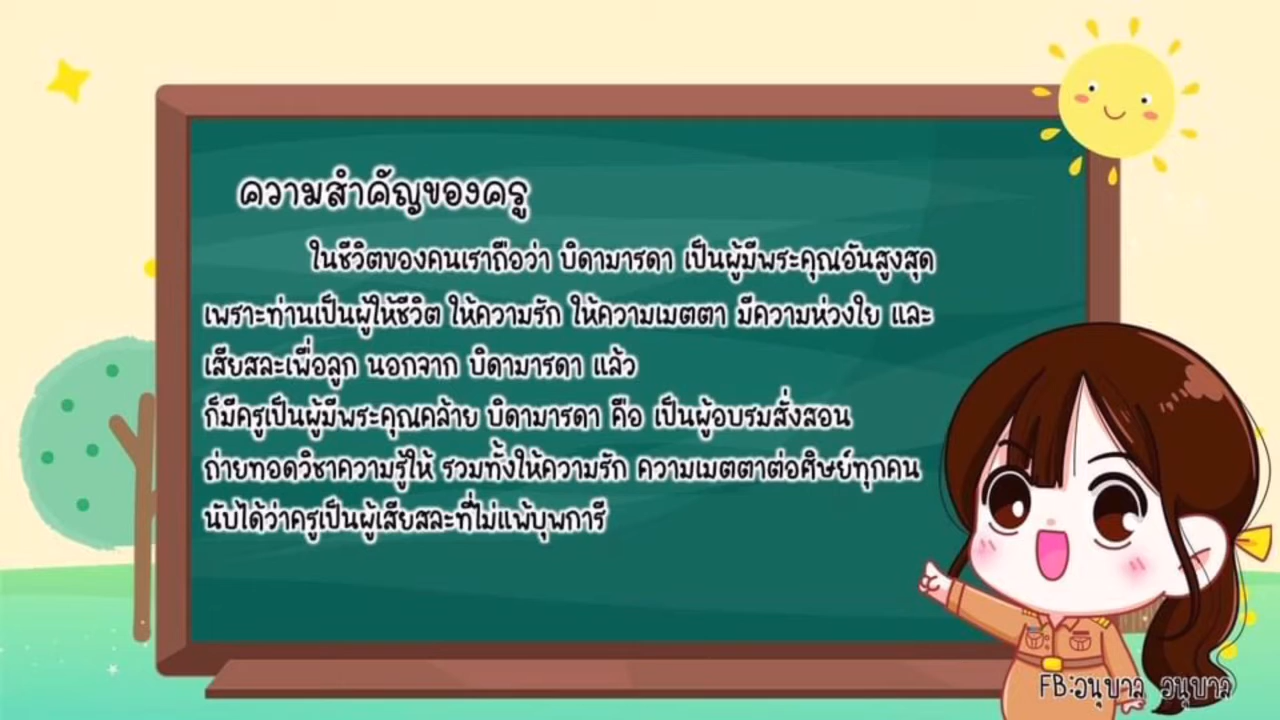 ความสำคัญของครู
ในชีวิตของคนเราถือว่า บิดามารดา เป็นผู้มีพระคุณอันสูงสุด
เพราะท่านเป็นผู้ให้ชีวิต ให้ความรัก ให้ความเมตตา มีความห่วงใย และ
เสียสละเพื่อลูก นอกจาก บิดามารดา แล้ว
ก็มีครูเป็นผู้มีพระคุณคล้าย บิดามารดา คือ เป็นผู้อบรมสั่งสอน
ถ่ายทอดวิชาความรู้ให้ รวมทั้งให้ความรัก ความเมตตาต่อศิษย์ทุกคน
นับได้ว่าครูเป็นผู้เสียสละที่ไม่แพ้บุพการี
FB:อนุบาล อนุบาล